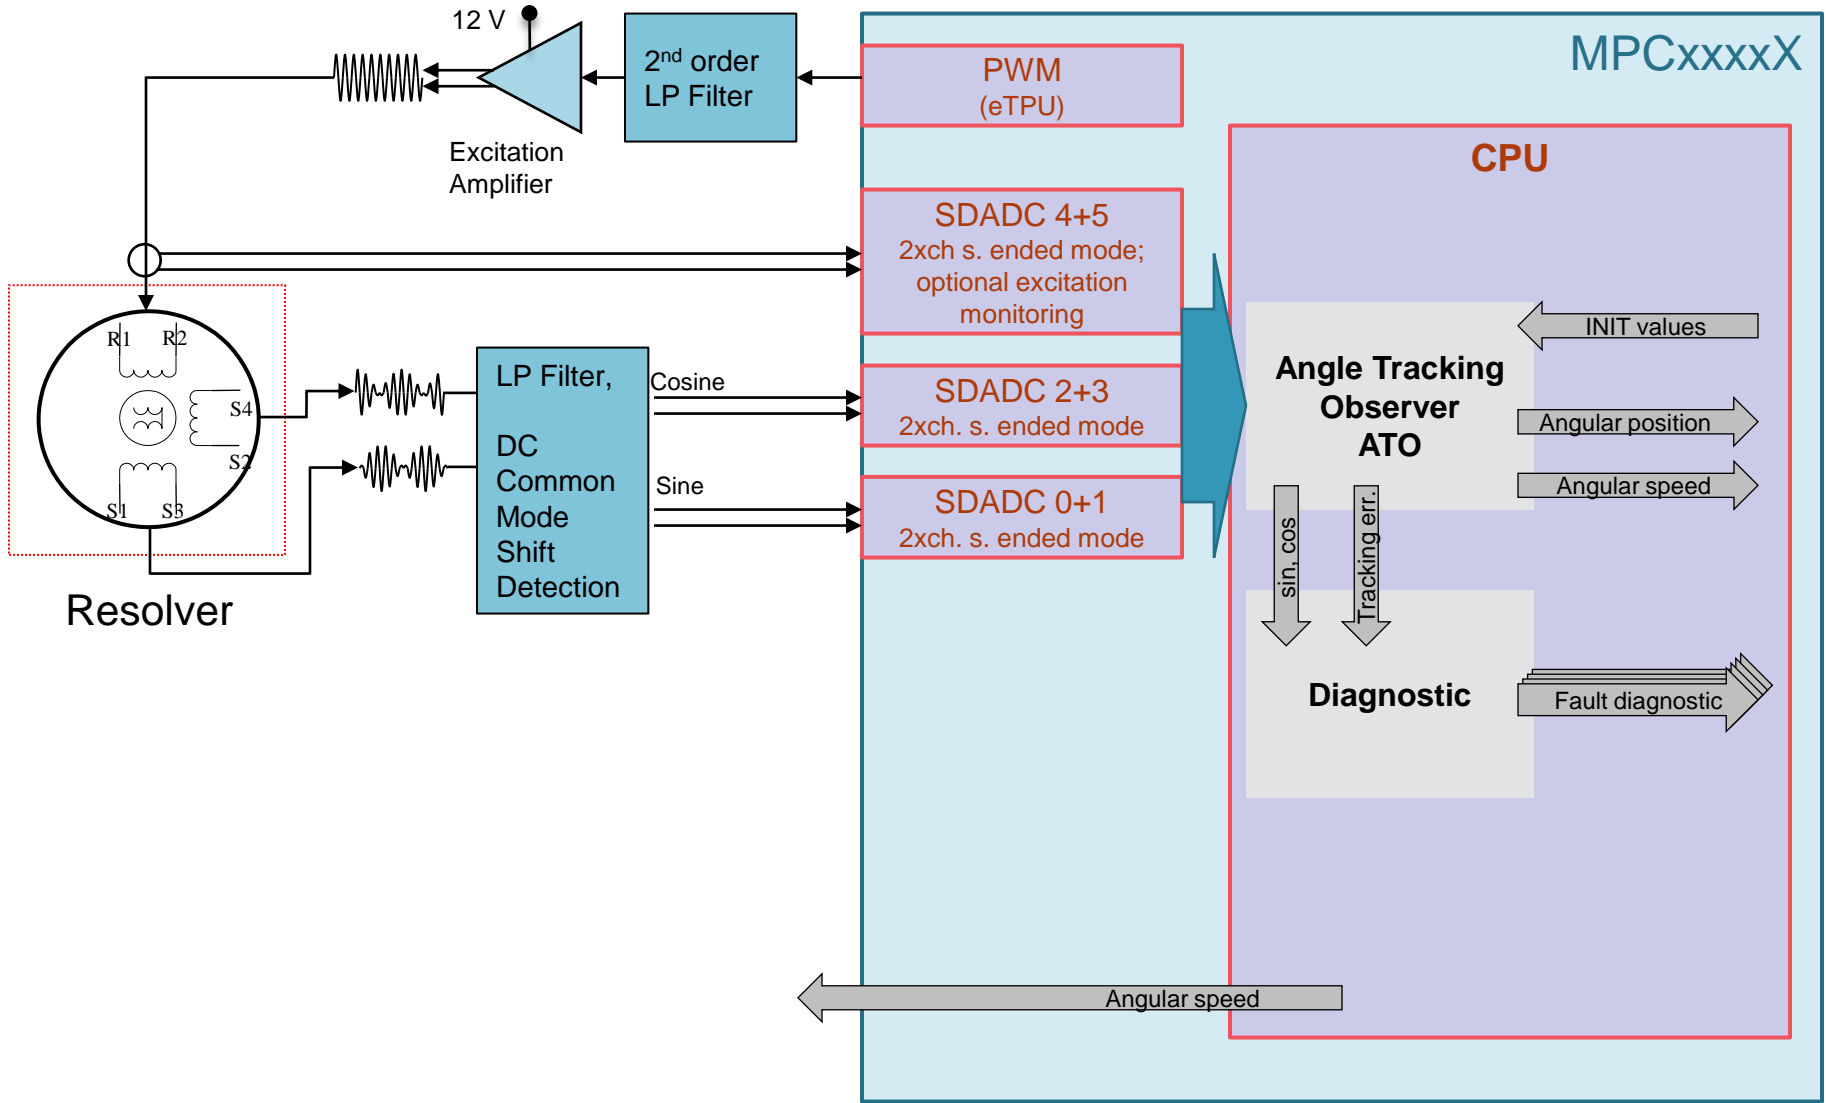 12 V
2nd order
LP Filter
PWM
(eTPU)
MPCxxxxX
Excitation
Amplifier
CPU
SDADC 4+5
2xch s. ended mode;
optional excitation
monitoring
R1
R2
S4
S2
S1
S3
Resolver
LP Filter,
DC
Common
Mode
Shift
Detection
Cosine
Sine
SDADC 2+3
2xch. s. ended mode
SDADC 0+1
2xch. s. ended mode
Angle Tracking
Observer
ATO
INIT values
Angular position
Angular speed
sin, cos
Tracking err.
Diagnostic
Fault diagnostic
Angular speed